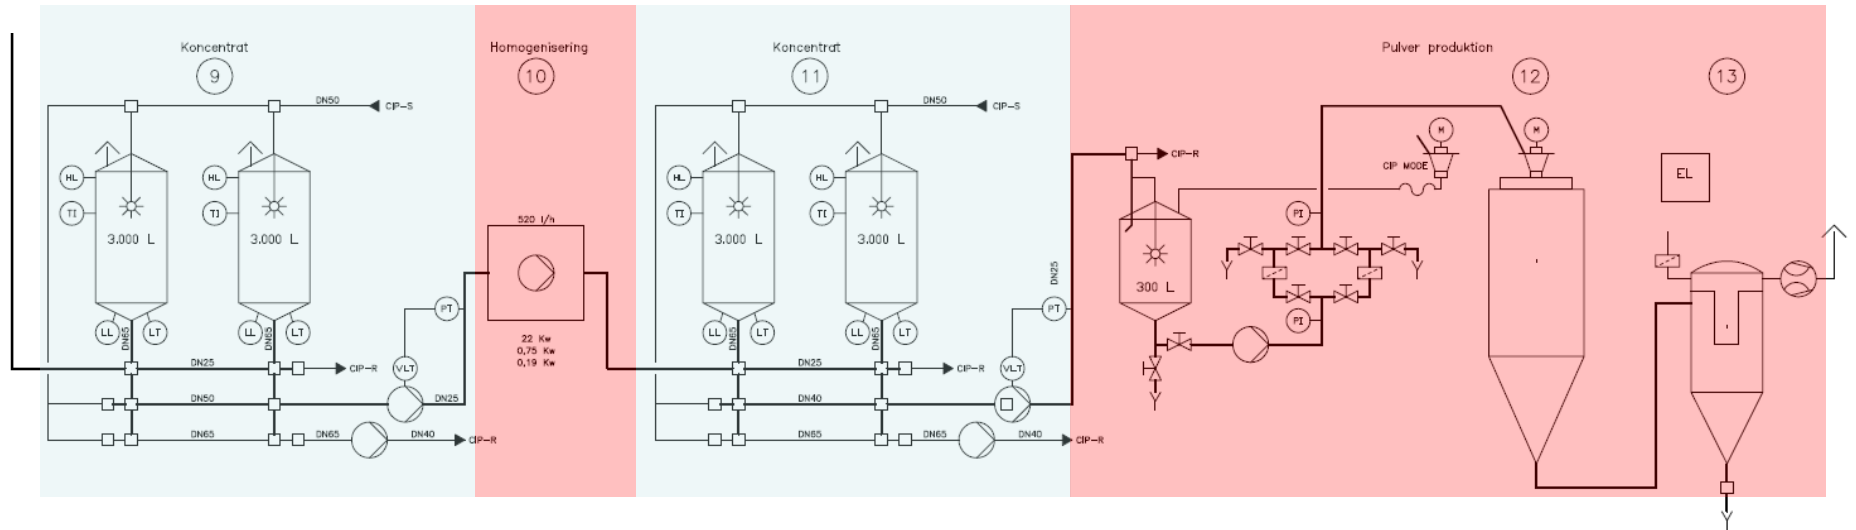 Koncentrat
9
DN50
CIP-S
HL
HL
TI
TI
3.000 L
3.000 L
LL
LT
LL
LT
DN65
DN65
PT
DN25
CIP-R
VLT
DN50
DN25
DN65
DN65
DN40
CIP-R
Homogenisering
10
520 l/h
22 Kw
0,75 Kw
0,19 Kw
Koncentrat
11
DN50
CIP-S
HL
HL
TI
TI
3.000 L
3.000 L
LL
LT
LL
LT
DN65
DN65
DN25
PT
DN25
CIP-R
VLT
DN40
DN65
DN65
DN40
CIP-R
Pulver produktion
12
13
M
M
CIP-R
CIP MODE
EL
PI
300 L
PI